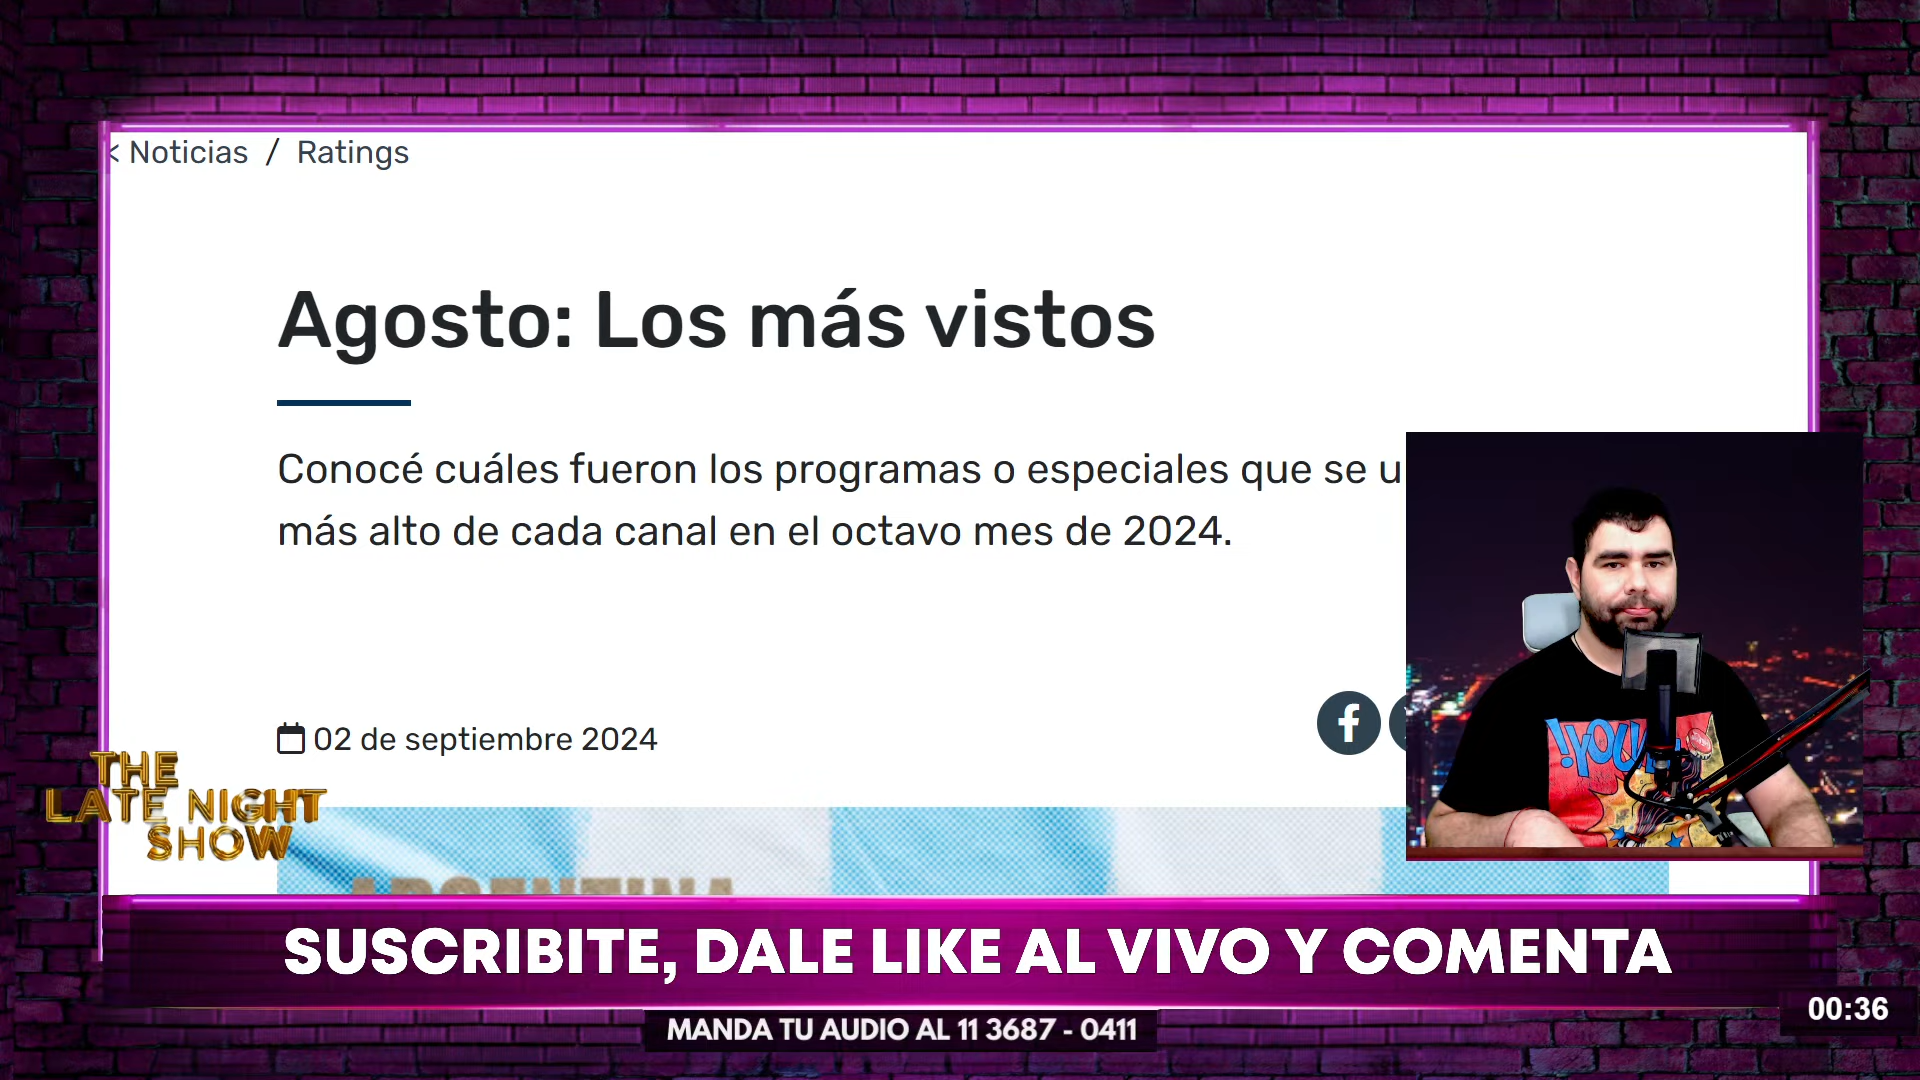 < Noticias / Ratings
Agosto: Los más vistos
Conocé cuáles fueron los programas o especiales que se u
más alto de cada canal en el octavo mes de 2024.
02 de septiembre 2024
THE
LATE NIGHT
SHOW
ARGENTINA
SUSCRIBITE, DALE LIKE AL VIVO Y COMENTA
MANDA TU AUDIO AL 11 3687 - 0411
00:36